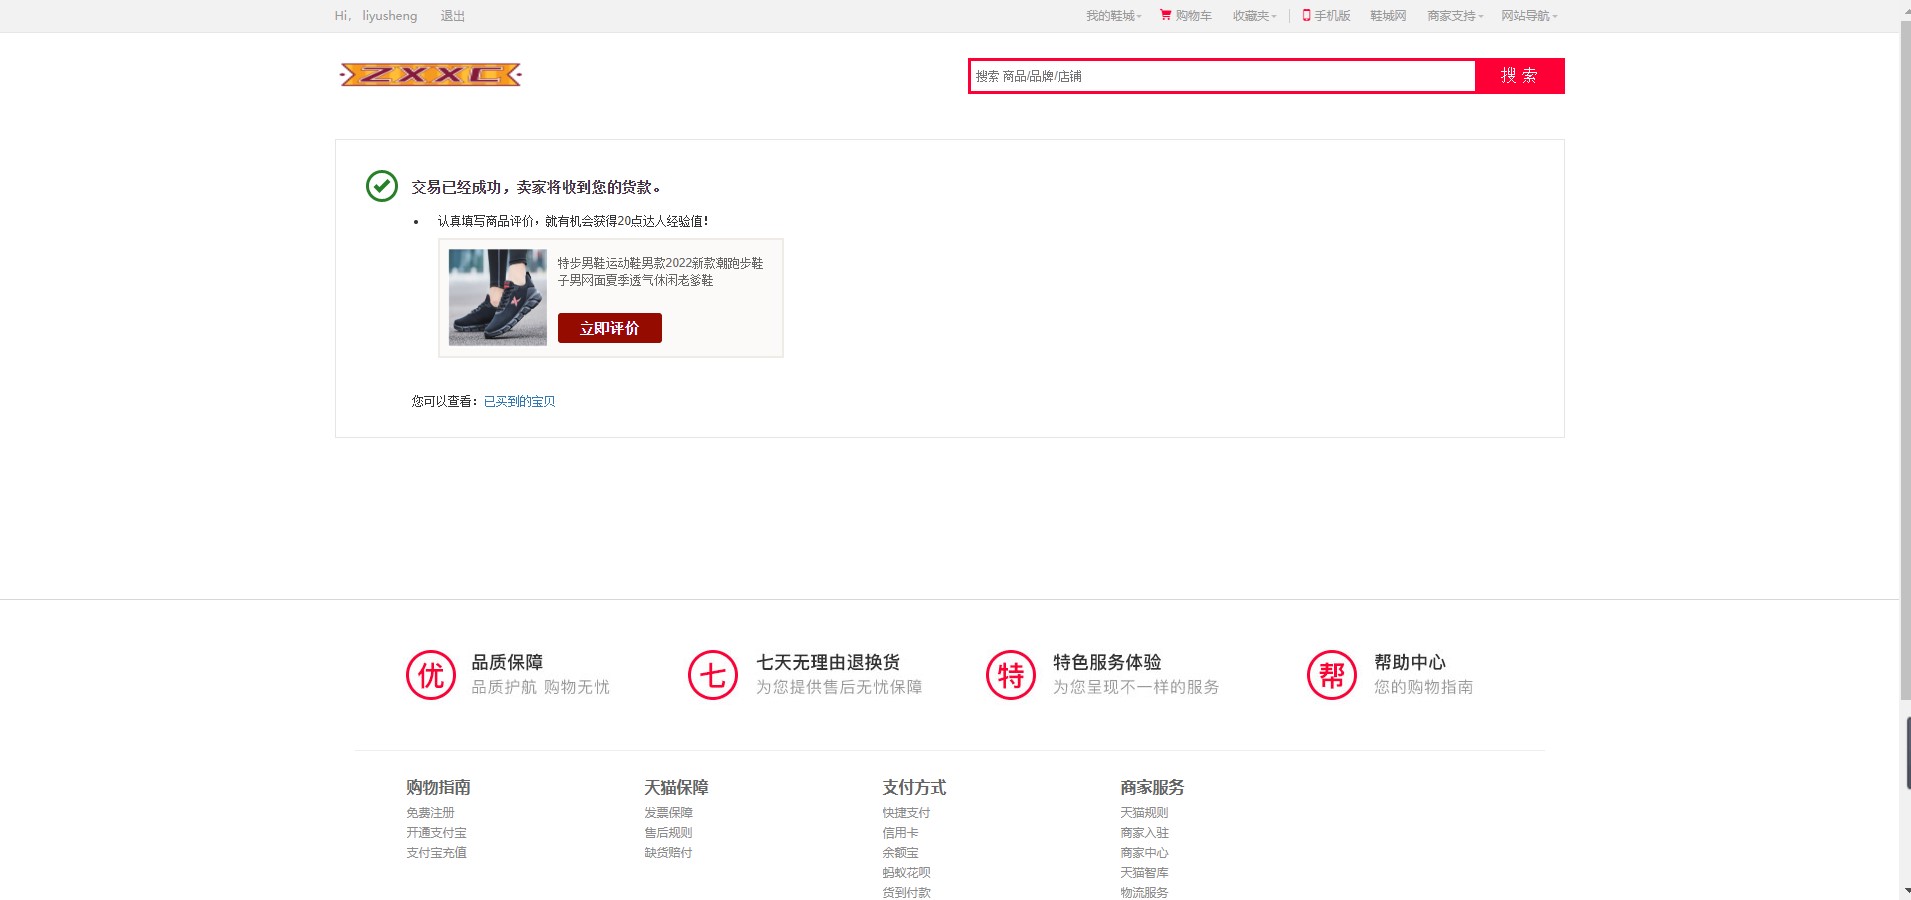 Hi, liyusheng 退出 我的鞋城 购物车 收藏夹 手机版 鞋城网 商家支持 网站导航
ZXXC
搜索 商品/品牌/店铺 搜 索
交易已经成功，卖家将收到您的货款。
认真填写商品评价，就有机会获得20点达人经验值！
特步男鞋运动鞋男款2022新款潮跑步鞋
子男网面夏季透气休闲老爹鞋
立即评价
您可以查看：已买到的宝贝
优 品质保障
品质护航 购物无忧
七 七天无理由退换货
为您提供售后无忧保障
特 特色服务体验
为您呈现不一样的服务
帮 帮助中心
您的购物指南
购物指南
免费注册
开通支付宝
支付宝充值
天猫保障
发票保障
售后规则
缺货赔付
支付方式
快捷支付
信用卡
余额宝
蚂蚁花呗
货到付款
商家服务
天猫规则
商家入驻
商家中心
天猫智库
物流服务